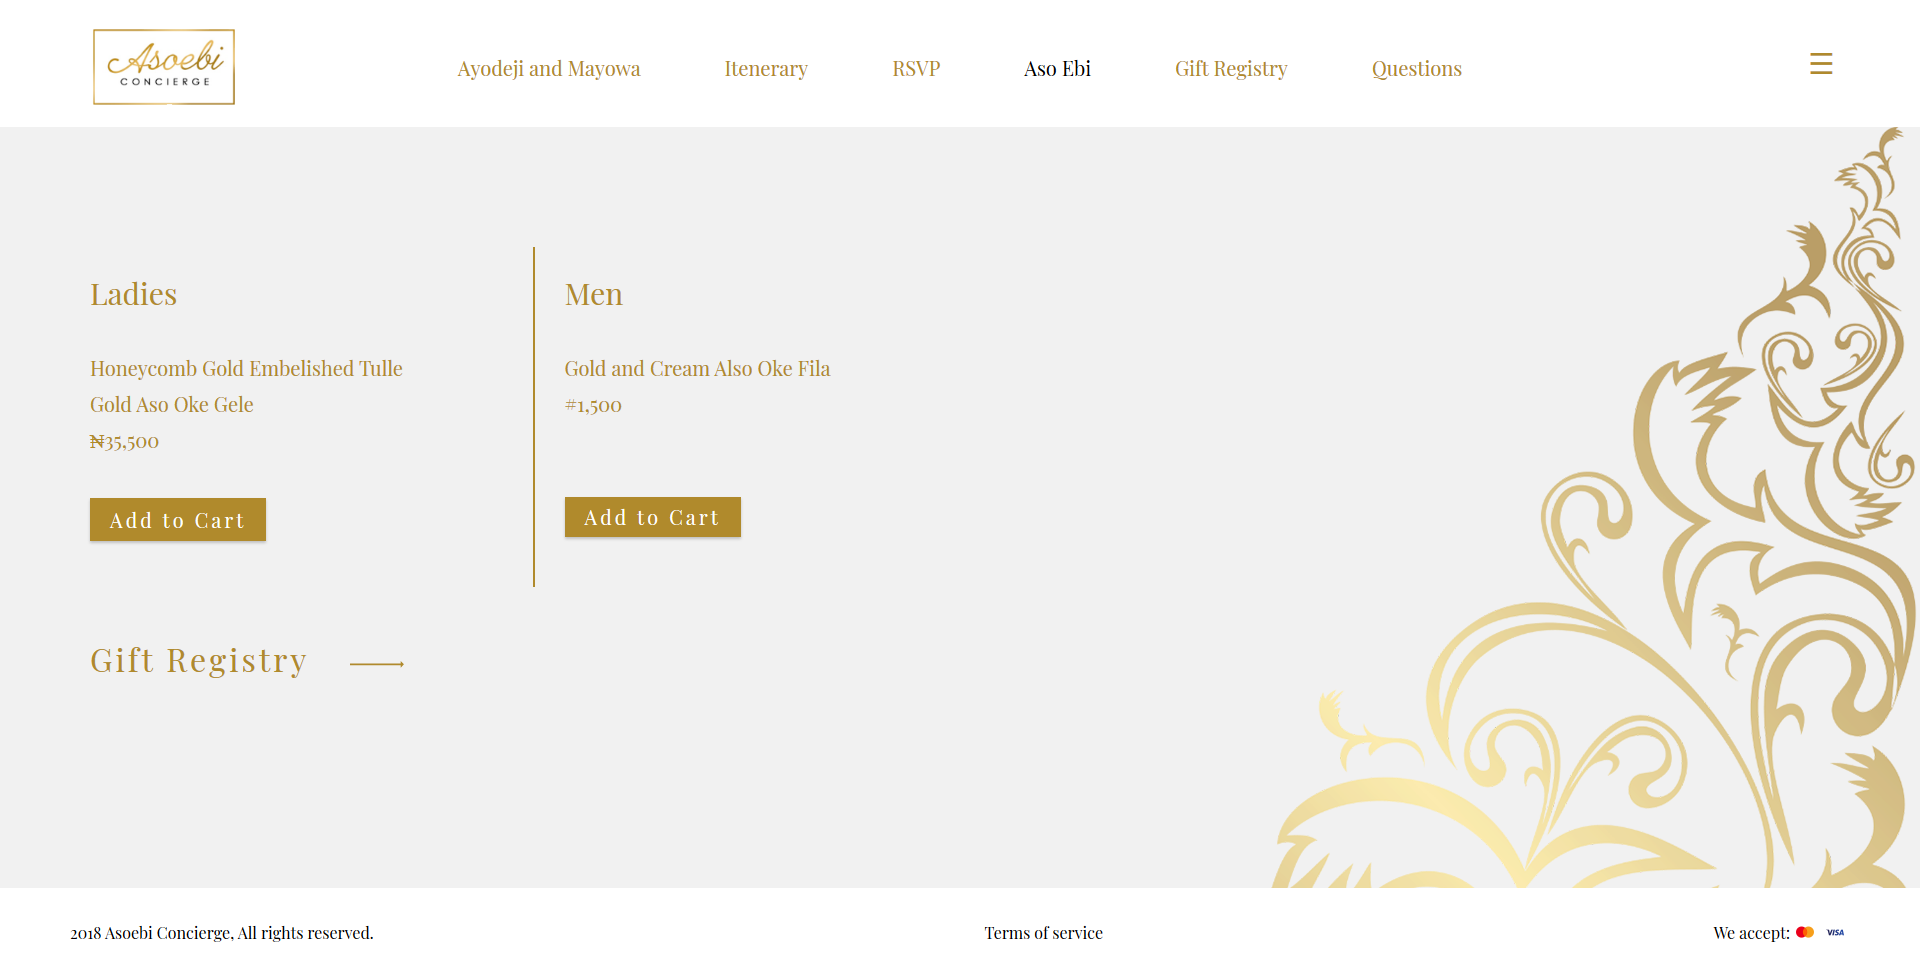 Asoebi
CONCIERGE
Ayodeji and Mayowa
Itenerary
RSVP
Aso Ebi
Gift Registry
Questions
Ladies
Honeycomb Gold Embelished Tulle
Gold Aso Oke Gele
₦35,500
Add to Cart
Men
Gold and Cream Also Oke Fila
#1,500
Add to Cart
Gift Registry
2018 Asoebi Concierge, All rights reserved.
Terms of service
We accept:
VISA